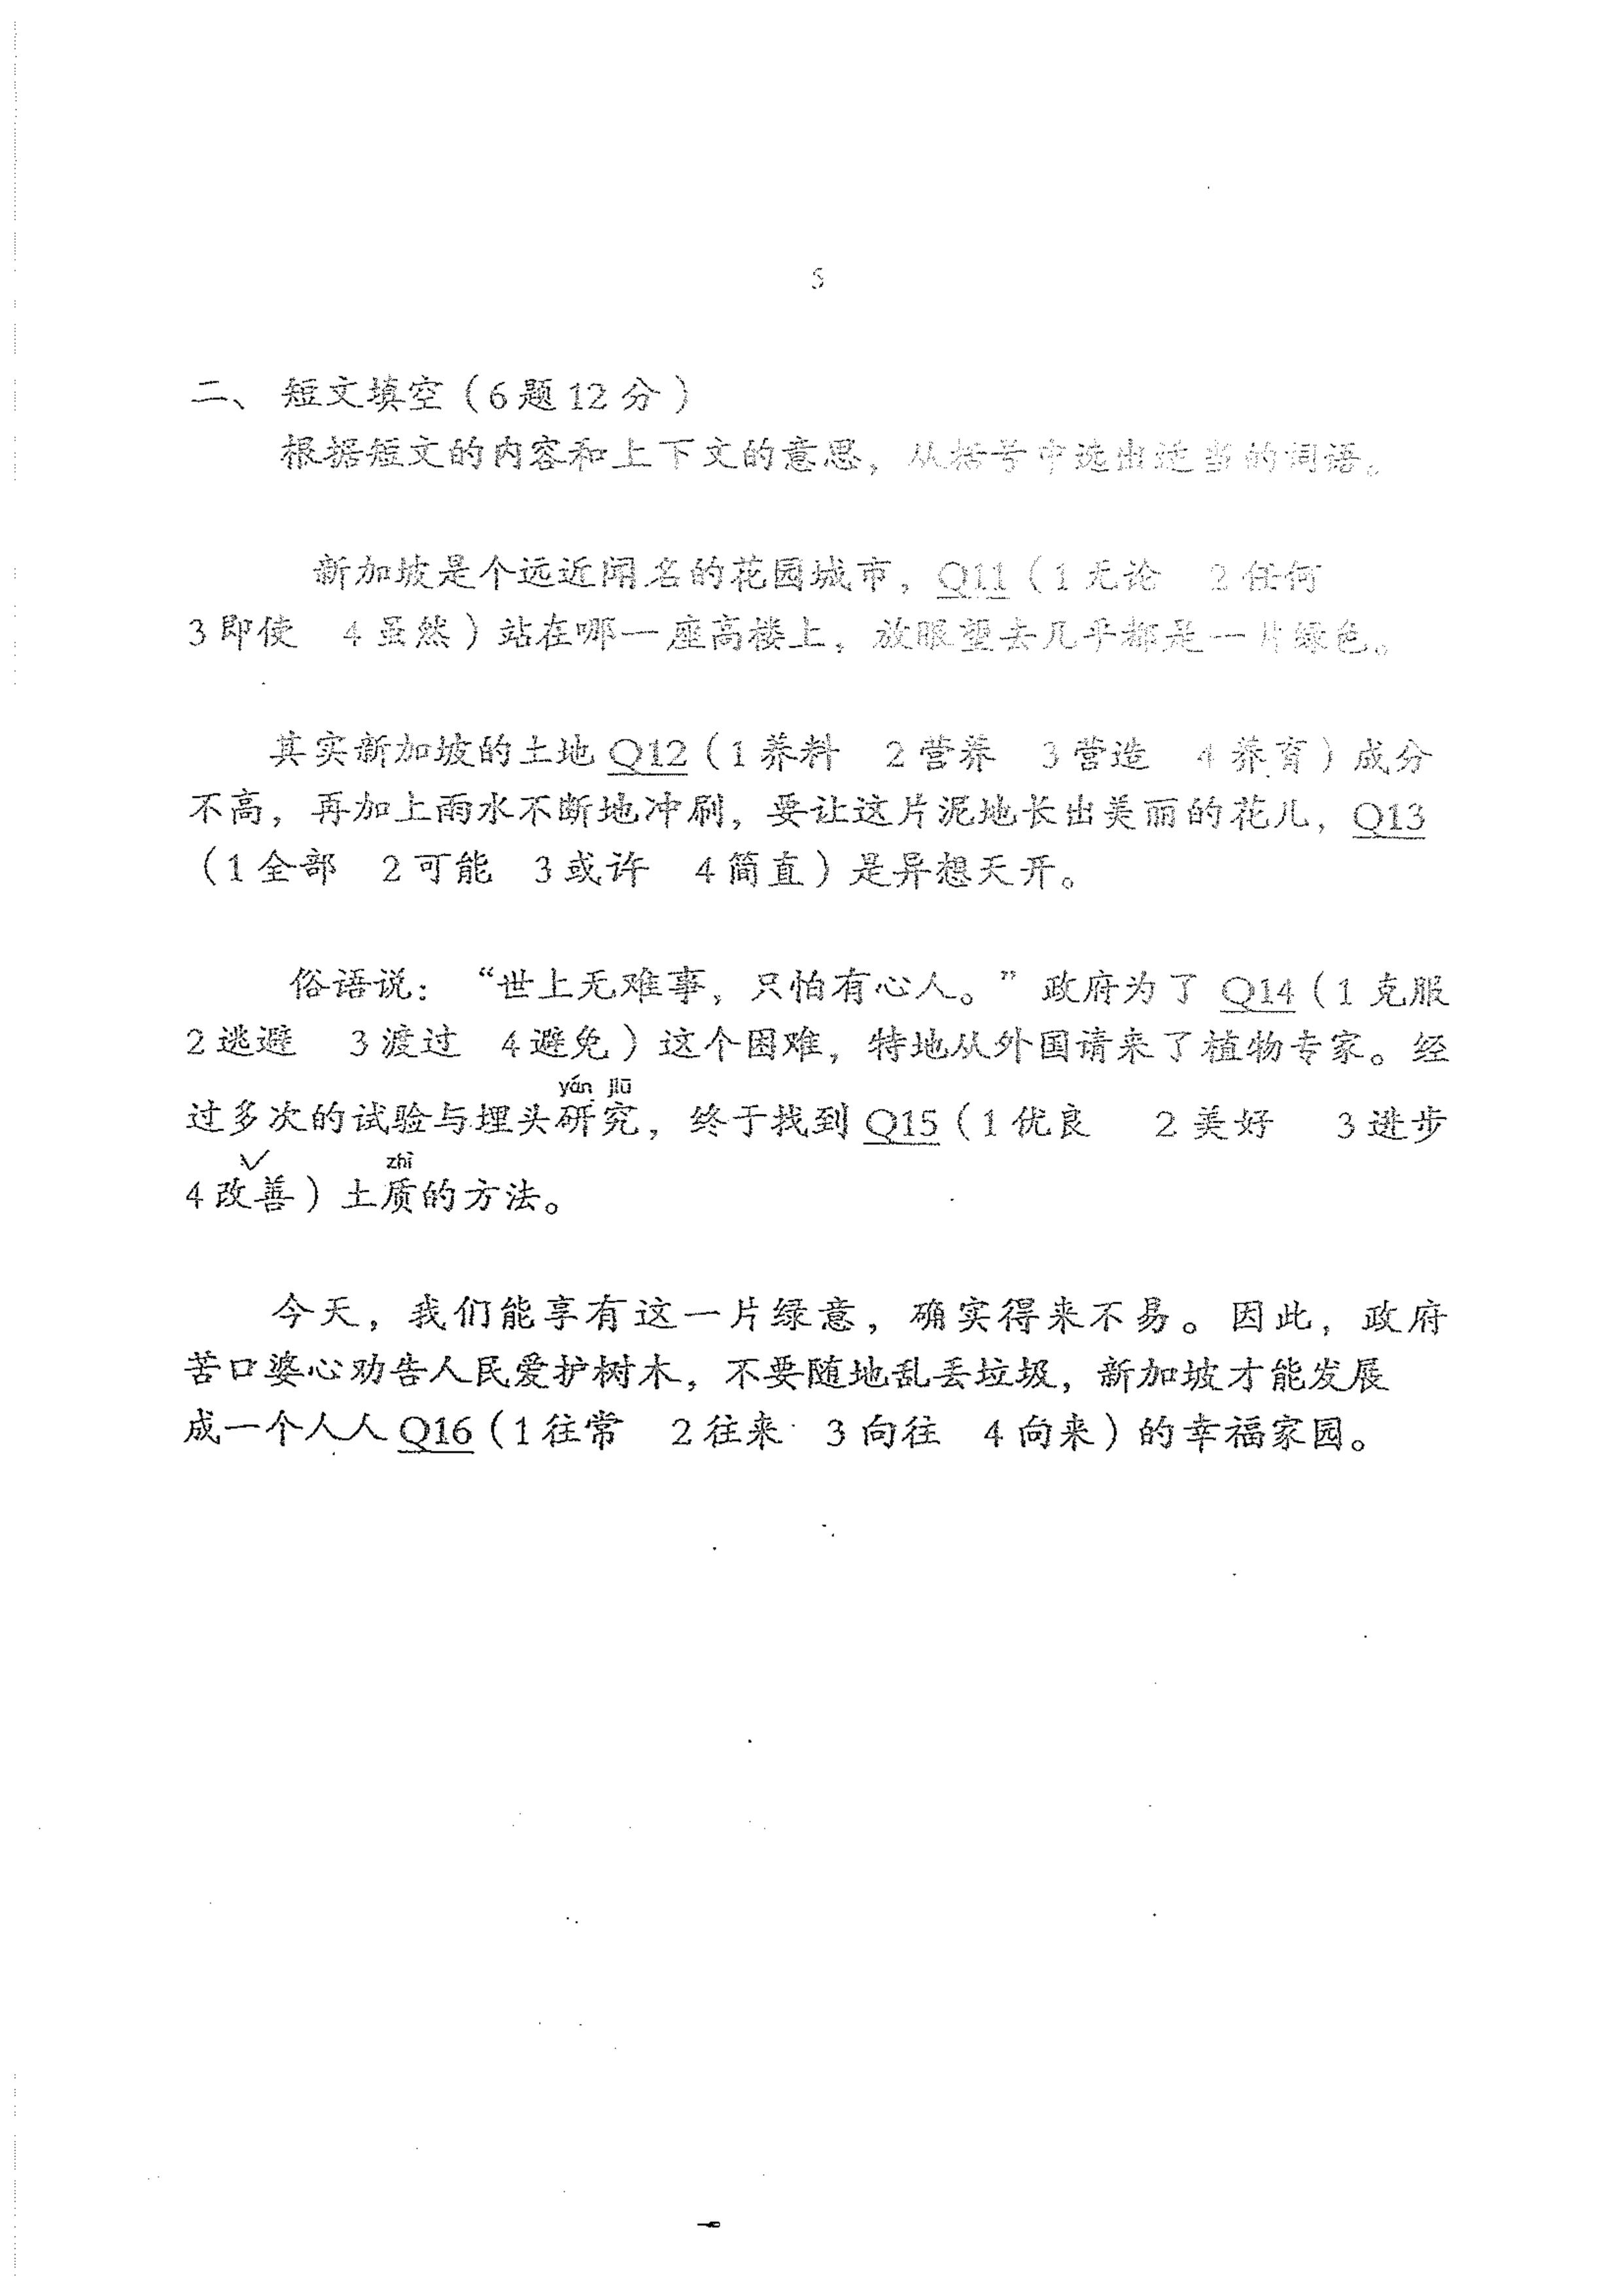 5
二、 短文填空（6题12分）
根据短文的内容和上下文的意思，从括号中选出适当的词语。
新加坡是个远近闻名的花园城市，Q11（1无论 2任何
3即使 4虽然）站在哪一座高楼上，放眼望去几乎都是一片绿色。
其实新加坡的土地Q12（1养料 2营养 3营造 4养育）成分
不高，再加上雨水不断地冲刷，要让这片泥地长出美丽的花儿，Q13
（1全部 2可能 3或许 4简直）是异想天开。
俗语说：“世上无难事，只怕有心人。”政府为了Q14（1克服
2逃避 3渡过 4避免）这个困难，特地从外国请来了植物专家。经
yán jiū
过多次的试验与埋头研究，终于找到Q15（1优良 2美好 3进步
zhì
4改善）土质的方法。
今天，我们能享有这一片绿意，确实得来不易。因此，政府
苦口婆心劝告人民爱护树木，不要随地乱丢垃圾，新加坡才能发展
成一个人人Q16（1往常 2往来 3向往 4向来）的幸福家园。